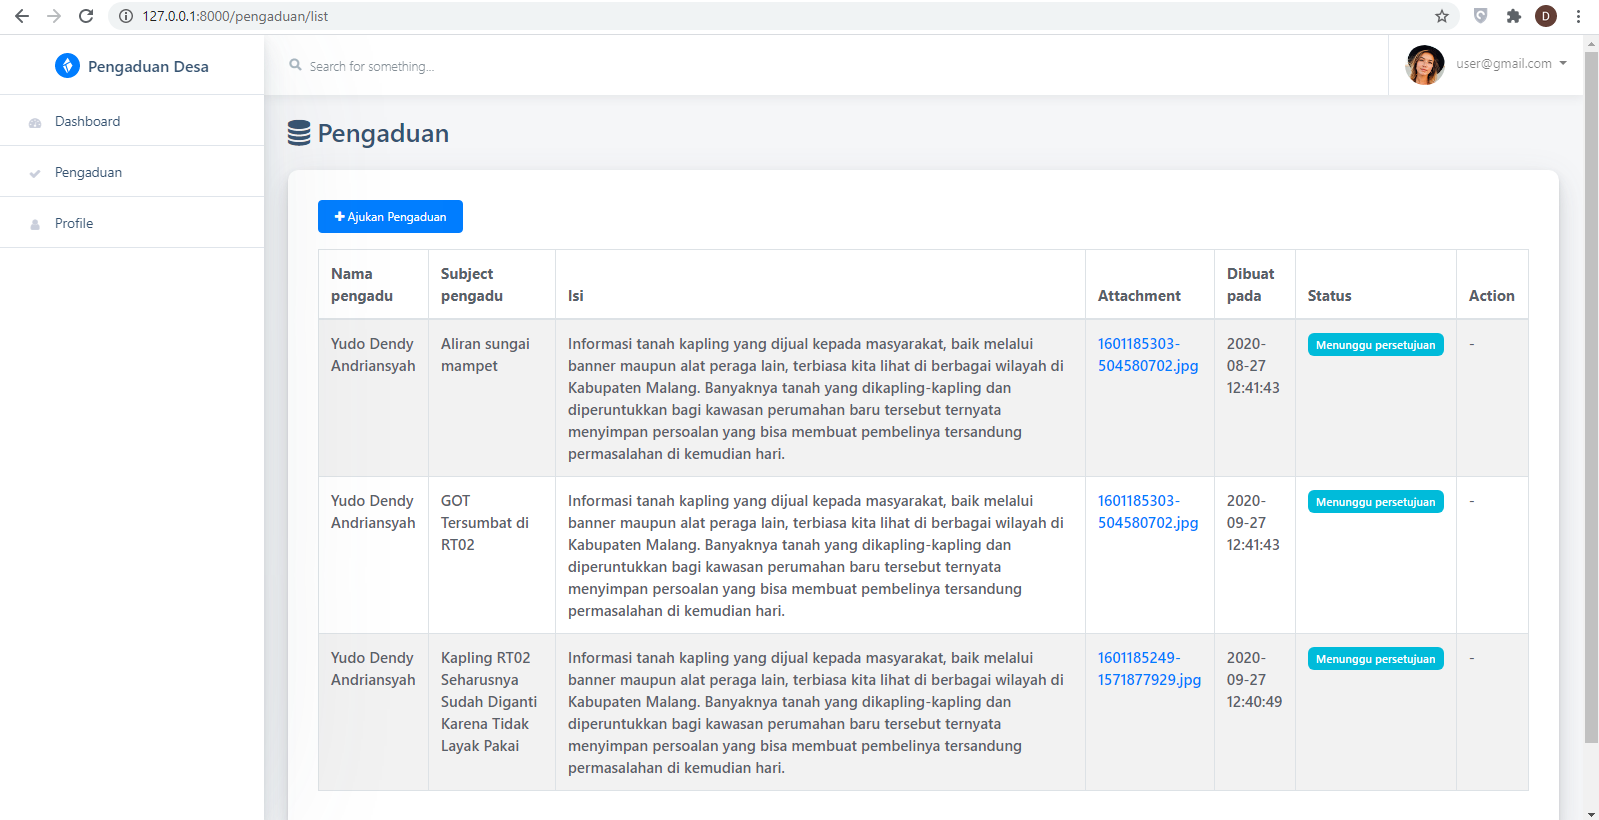 127.0.0.1:8000/pengaduan/list
D
Pengaduan Desa
Search for something...
user@gmail.com
Dashboard
Pengaduan
Profile
Pengaduan
Ajukan Pengaduan
Nama
pengadu
Subject
pengadu
Isi
Attachment
Dibuat
pada
Status
Action
Yudo Dendy
Andriansyah
Aliran sungai
mampet
Informasi tanah kapling yang dijual kepada masyarakat, baik melalui
banner maupun alat peraga lain, terbiasa kita lihat di berbagai wilayah di
Kabupaten Malang. Banyaknya tanah yang dikapling-kapling dan
diperuntukkan bagi kawasan perumahan baru tersebut ternyata
menyimpan persoalan yang bisa membuat pembelinya tersandung
permasalahan di kemudian hari.
1601185303-
504580702.jpg
2020-
08-27
12:41:43
Menunggu persetujuan
-
Yudo Dendy
Andriansyah
GOT
Tersumbat di
RT02
Informasi tanah kapling yang dijual kepada masyarakat, baik melalui
banner maupun alat peraga lain, terbiasa kita lihat di berbagai wilayah di
Kabupaten Malang. Banyaknya tanah yang dikapling-kapling dan
diperuntukkan bagi kawasan perumahan baru tersebut ternyata
menyimpan persoalan yang bisa membuat pembelinya tersandung
permasalahan di kemudian hari.
1601185303-
504580702.jpg
2020-
09-27
12:41:43
Menunggu persetujuan
-
Yudo Dendy
Andriansyah
Kapling RT02
Seharusnya
Sudah Diganti
Karena Tidak
Layak Pakai
Informasi tanah kapling yang dijual kepada masyarakat, baik melalui
banner maupun alat peraga lain, terbiasa kita lihat di berbagai wilayah di
Kabupaten Malang. Banyaknya tanah yang dikapling-kapling dan
diperuntukkan bagi kawasan perumahan baru tersebut ternyata
menyimpan persoalan yang bisa membuat pembelinya tersandung
permasalahan di kemudian hari.
1601185249-
1571877929.jpg
2020-
09-27
12:40:49
Menunggu persetujuan
-